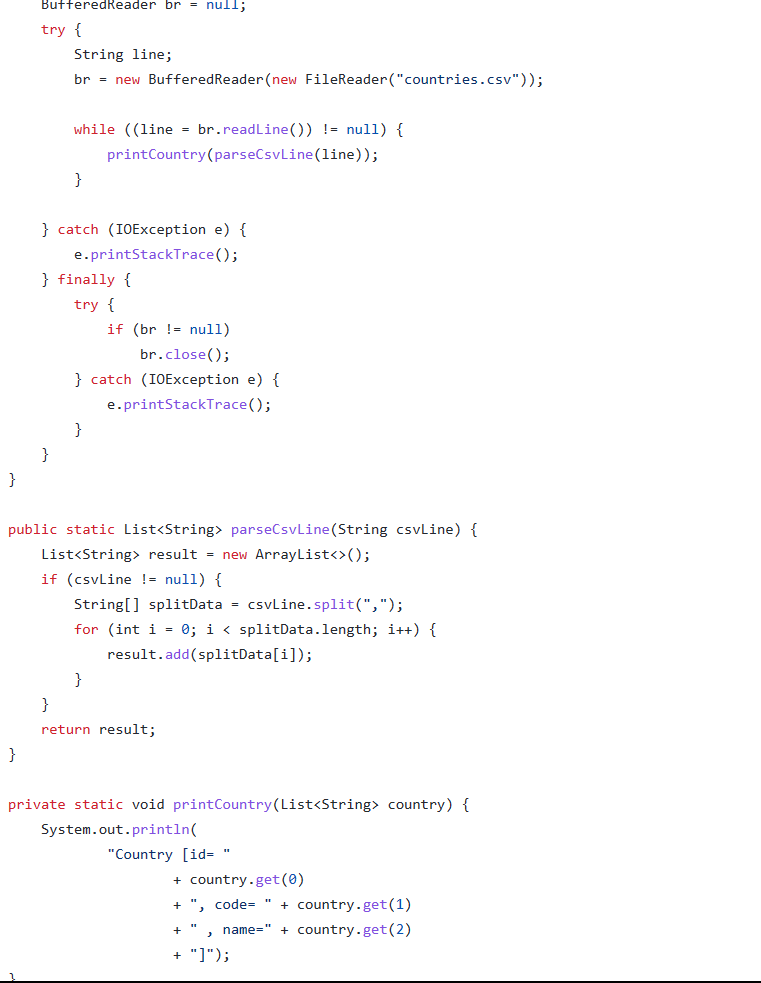 BufferedReader br = null;
try {
String line;
br = new BufferedReader(new FileReader("countries.csv"));
while ((line = br.readLine()) != null) {
printCountry(parseCsvLine(line));
}
} catch (IOException e) {
e.printStackTrace();
} finally {
try {
if (br != null)
br.close();
} catch (IOException e) {
e.printStackTrace();
}
}
}
public static List<String> parseCsvLine(String csvLine) {
List<String> result = new ArrayList<>();
if (csvLine != null) {
String[] splitData = csvLine.split(",");
for (int i = 0; i < splitData.length; i++) {
result.add(splitData[i]);
}
}
return result;
}
private static void printCountry(List<String> country) {
System.out.println(
"Country [id= "
+ country.get(0)
+ ", code= " + country.get(1)
+ " , name=" + country.get(2)
+ "]");
}